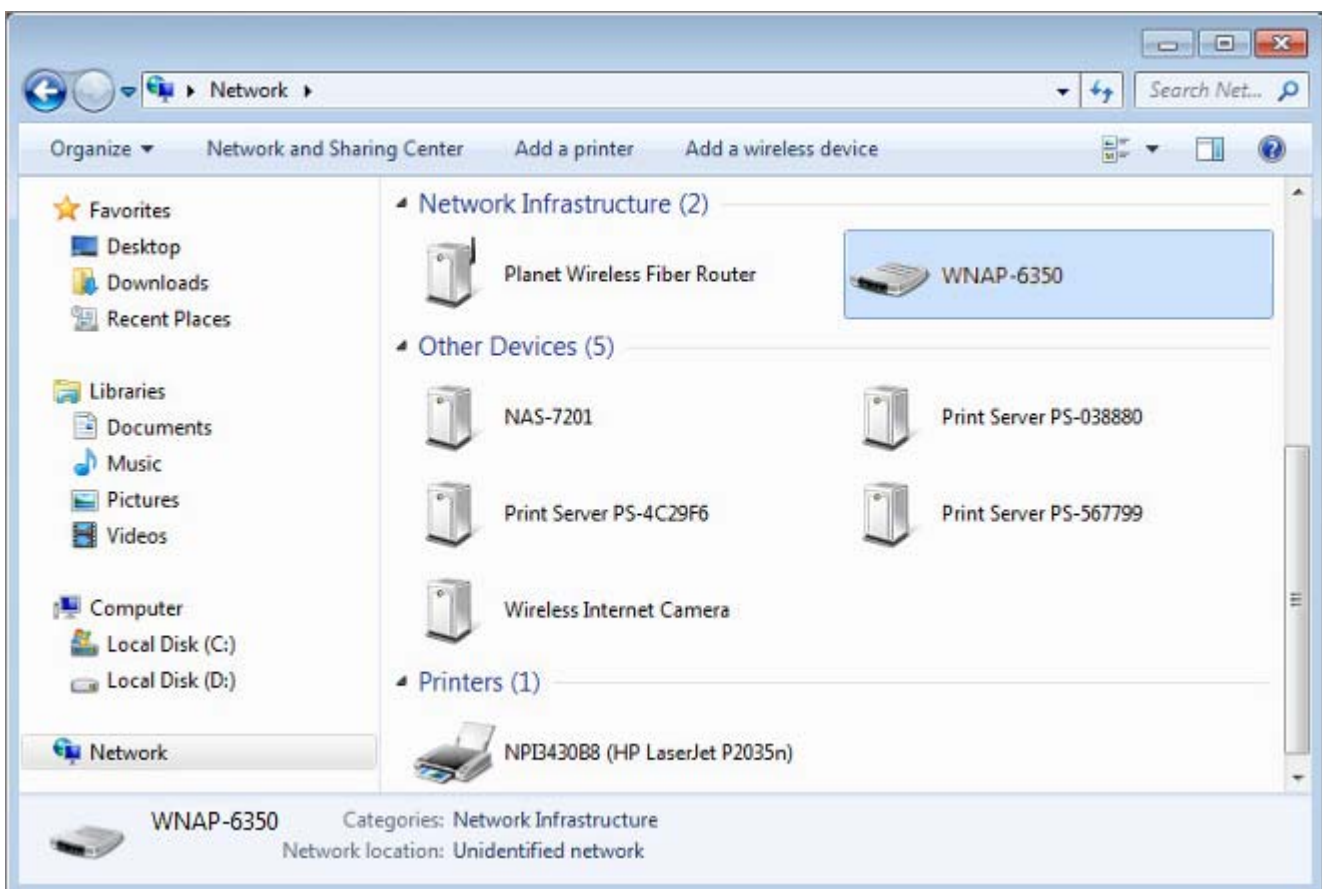 Network
Search Net...
Organize
Network and Sharing Center
Add a printer
Add a wireless device
Favorites
Desktop
Downloads
Recent Places
Libraries
Documents
Music
Pictures
Videos
Computer
Local Disk (C:)
Local Disk (D:)
Network
Network Infrastructure (2)
Planet Wireless Fiber Router
WNAP-6350
Other Devices (5)
NAS-7201
Print Server PS-038880
Print Server PS-4C29F6
Print Server PS-567799
Wireless Internet Camera
Printers (1)
NPI3430B8 (HP LaserJet P2035n)
WNAP-6350
Categories: Network Infrastructure
Network location: Unidentified network